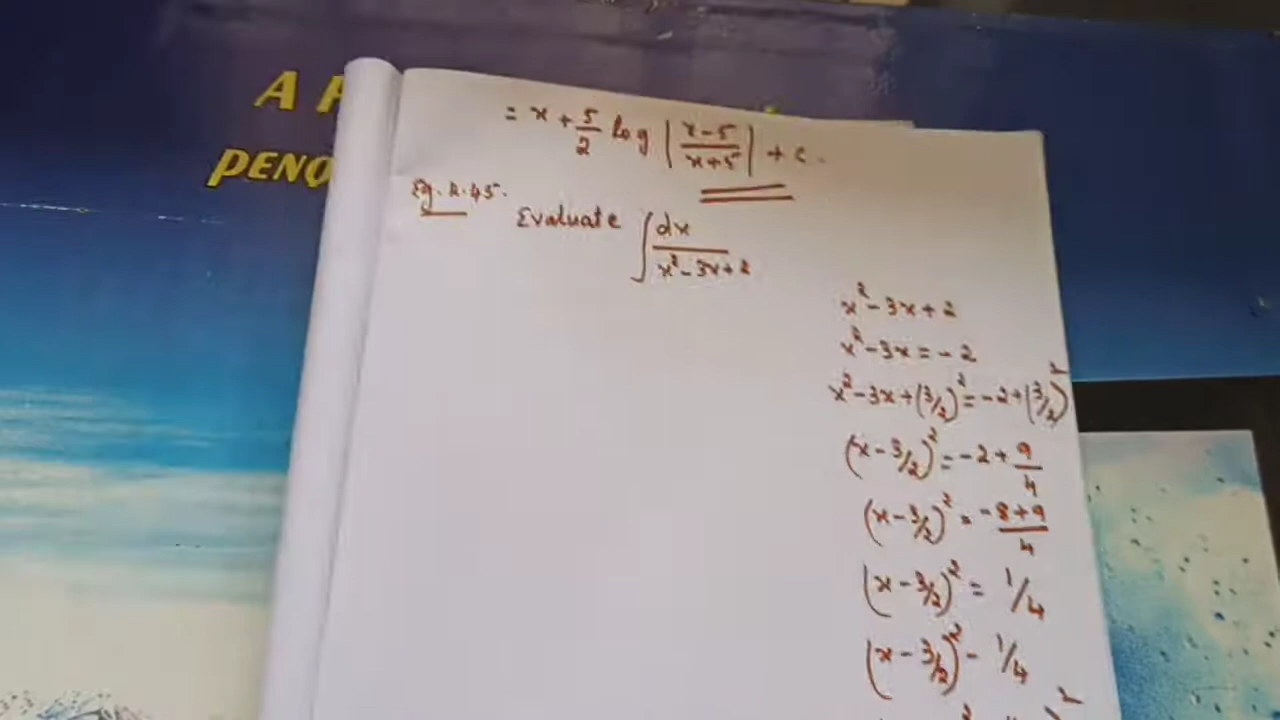 A
PENG
= x + 5/2 log |x-5/x+5| + c.
Eg. 2.45.
Evaluate ∫ dx/x² - 3x + 2
x² - 3x + 2
x² - 3x = - 2
x² - 3x + (3/2)² = - 2 + (3/2)²
(x - 3/2)² = - 2 + 9/4
(x - 3/2)² = - 8 + 9/4
(x - 3/2)² = 1/4
(x - 3/2)² - 1/4